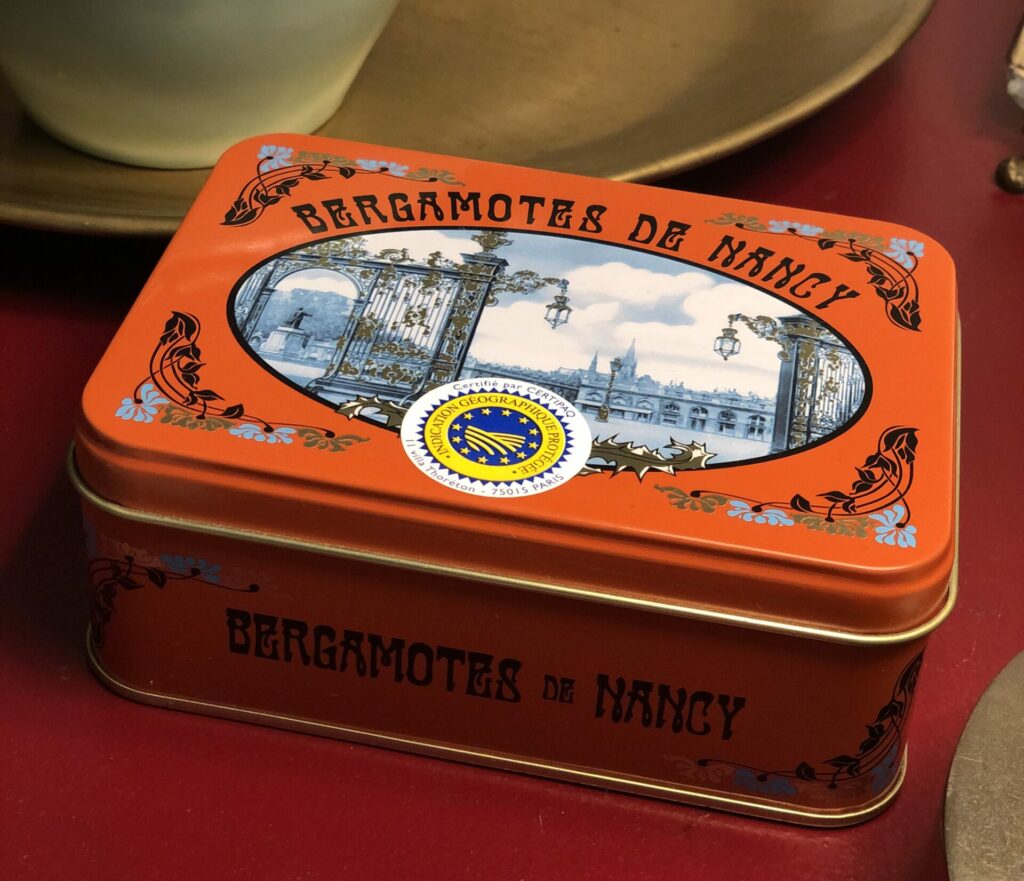 BERGAMOTES DE NANCY
Certifié par CERTIPAQ
INDICATION GÉOGRAPHIQUE PROTÉGÉE
11 villa Thoréton - 75015 PARIS
BERGAMOTES DE NANCY